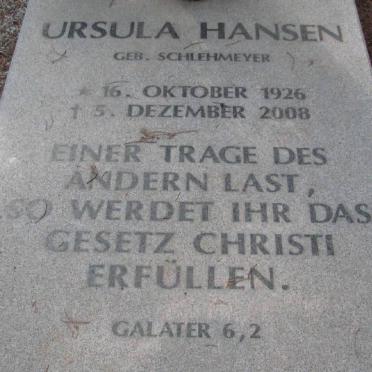 URSULA HANSEN
GEB. SCHLEHMEYER
* 16. OKTOBER 1926
† 5. DEZEMBER 2008
EINER TRAGE DES
ANDERN LAST,
SO WERDET IHR DAS
GESETZ CHRISTI
ERFÜLLEN.
GALATER 6,2